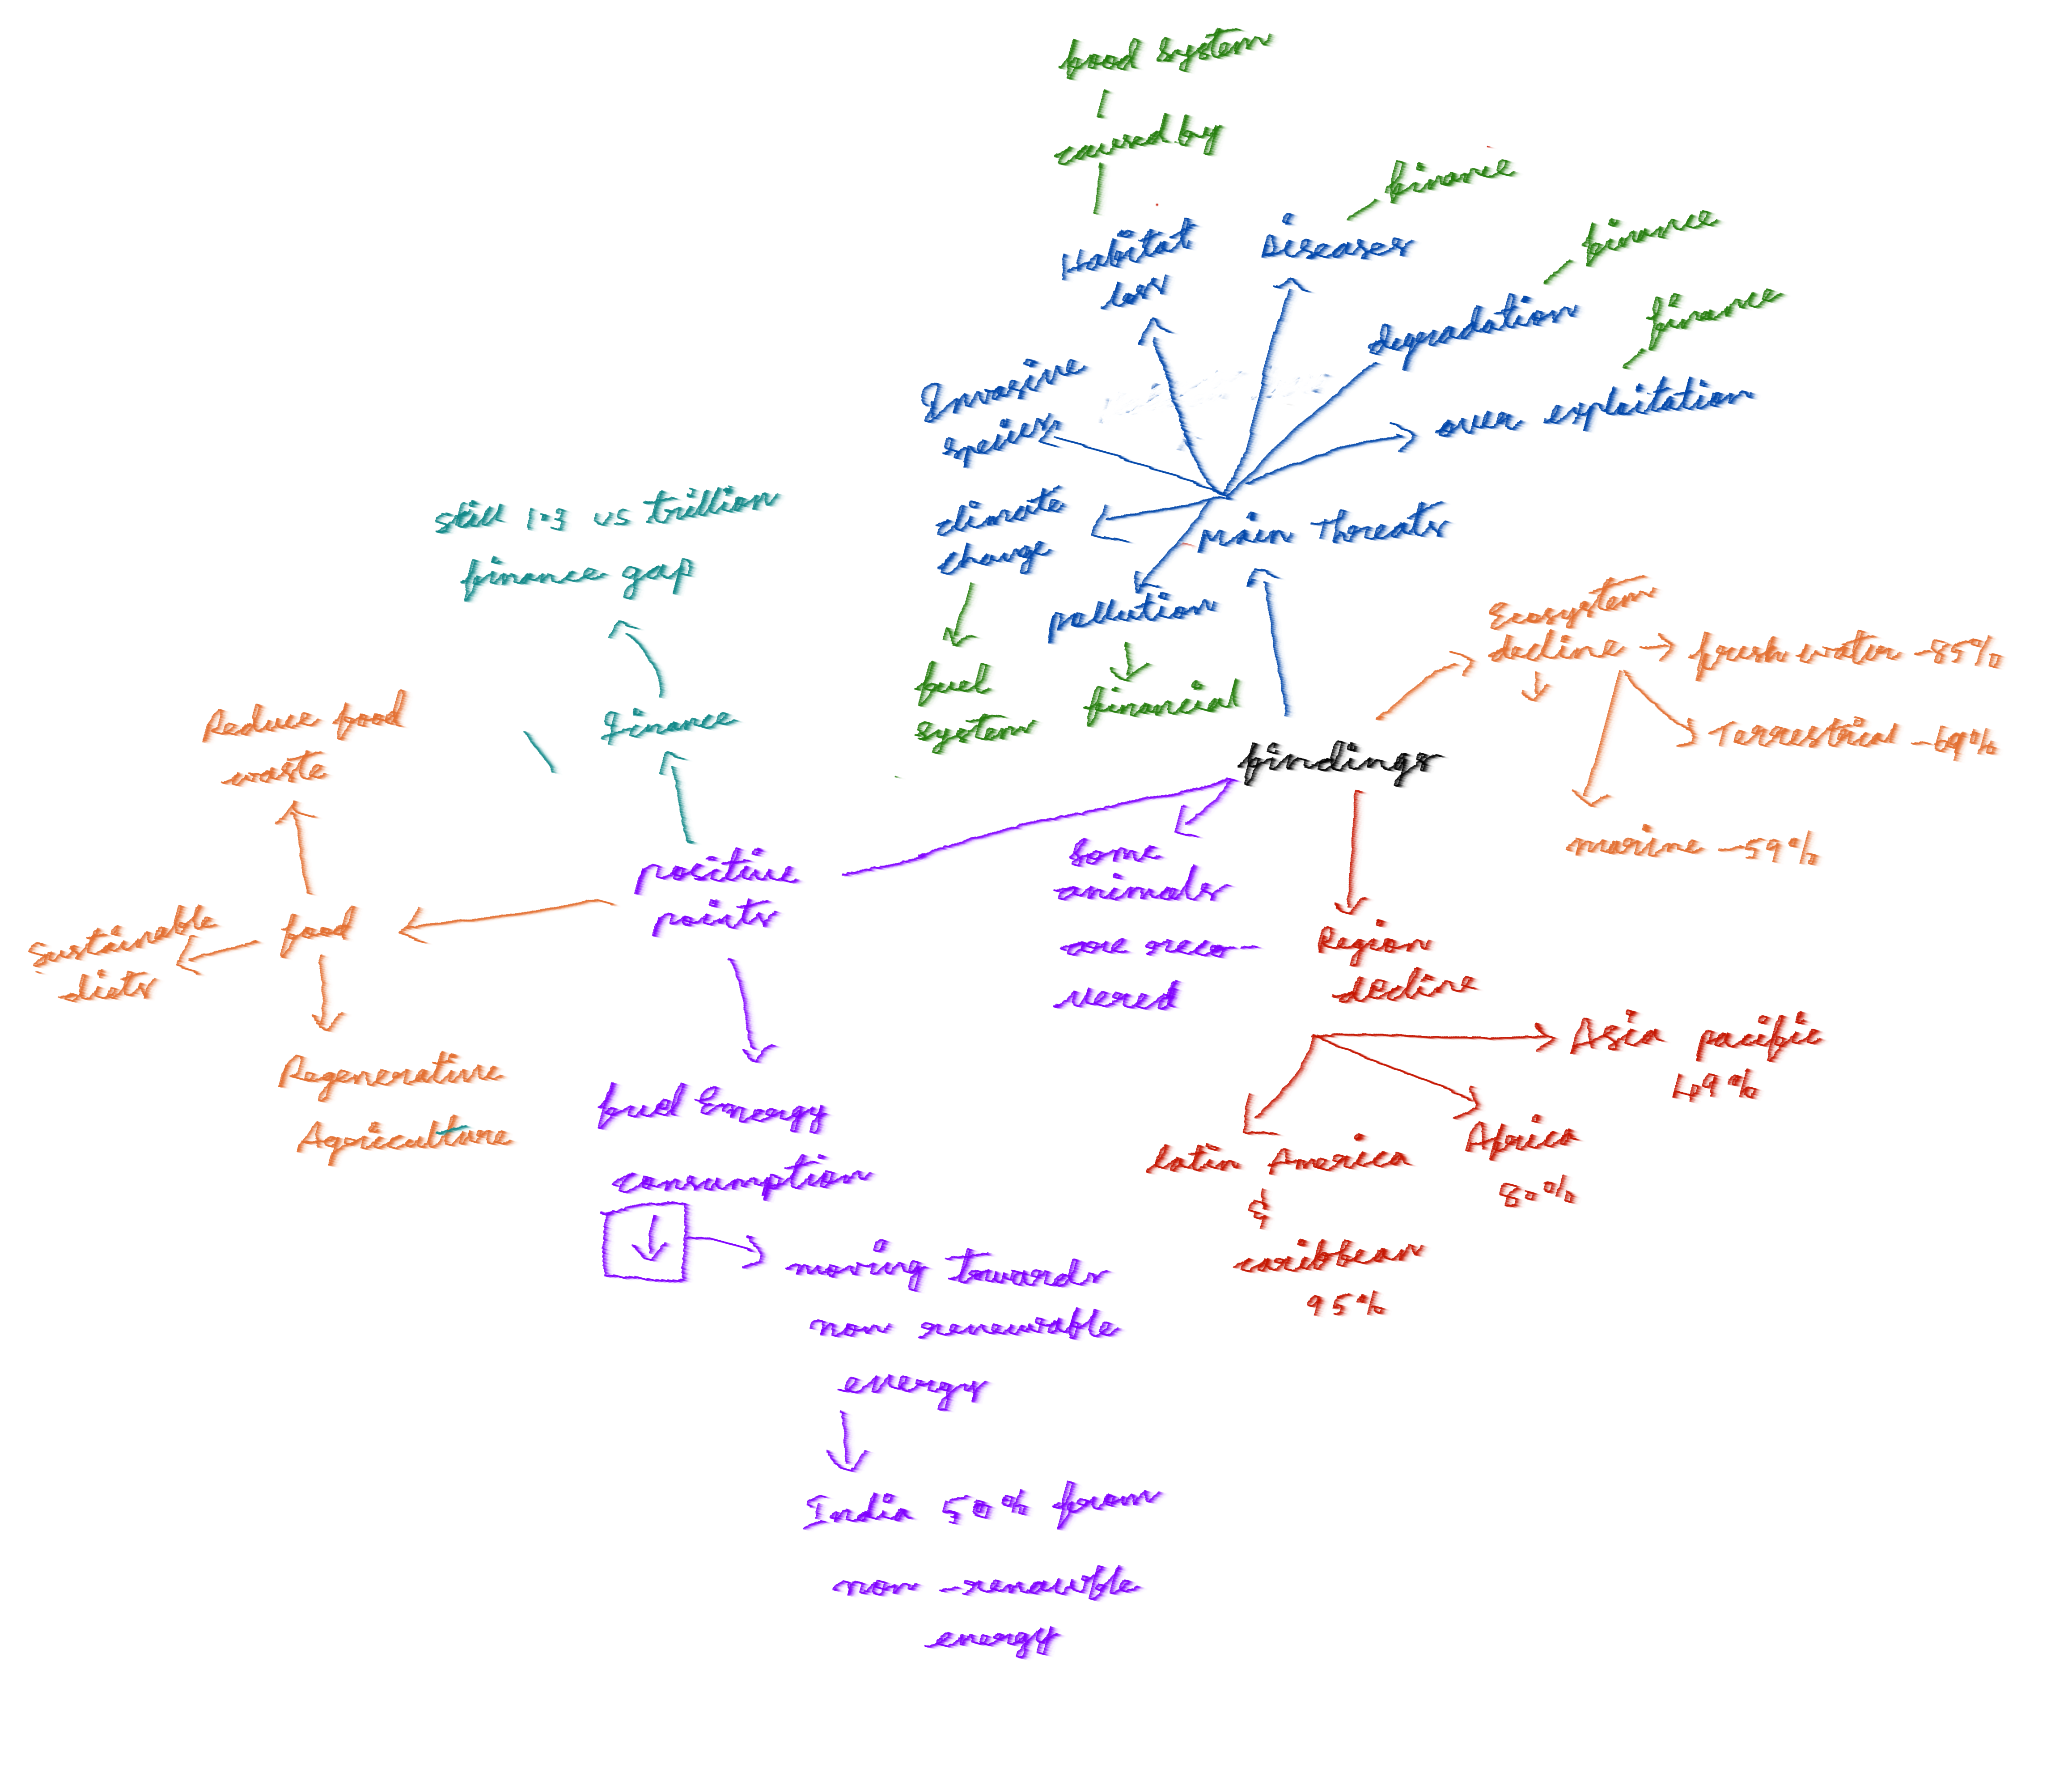 food system
caused by
finance
finance
finance
Habitat
loss
Diseases
degradation
over exploitation
Invasive
species
climate
change
Main Threats
pollution
fuel
system
financial
still 1.3 us trillion
finance gap
Finance
Reduce food
waste
findings
Ecosystem
decline
fresh water -85%
Terrestrial -69%
marine -59%
positive
points
food
Sustainable
diets
Regenerative
Agriculture
Some
animals
are reco-
vered
Region
decline
Asia pacific
49%
Africa
80%
latin America
&
caribbean
95%
fuel Energy
consumption
moving towards
non renewable
energy
India 50% from
non -renawble
energy